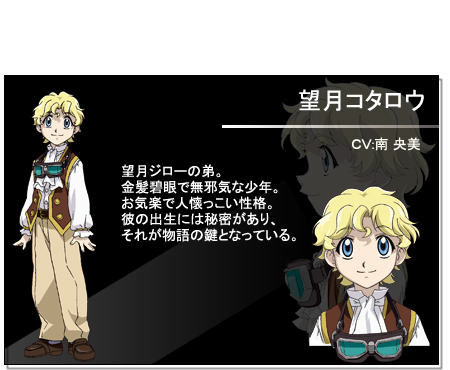 望月コタロウ
CV:南 央美
望月ジローの弟。
金髪碧眼で無邪気な少年。
お気楽で人懐っこい性格。
彼の出生には秘密があり、
それが物語の鍵となっている。